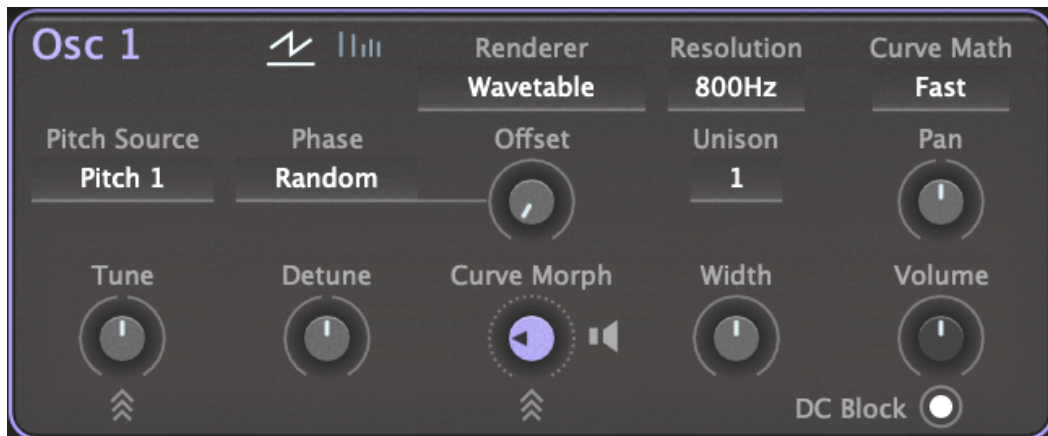 Osc 1
Renderer
Resolution
Curve Math
Wavetable
800Hz
Fast
Pitch Source
Phase
Offset
Unison
Pan
Pitch 1
Random
1
Tune
Detune
Curve Morph
Width
Volume
DC Block